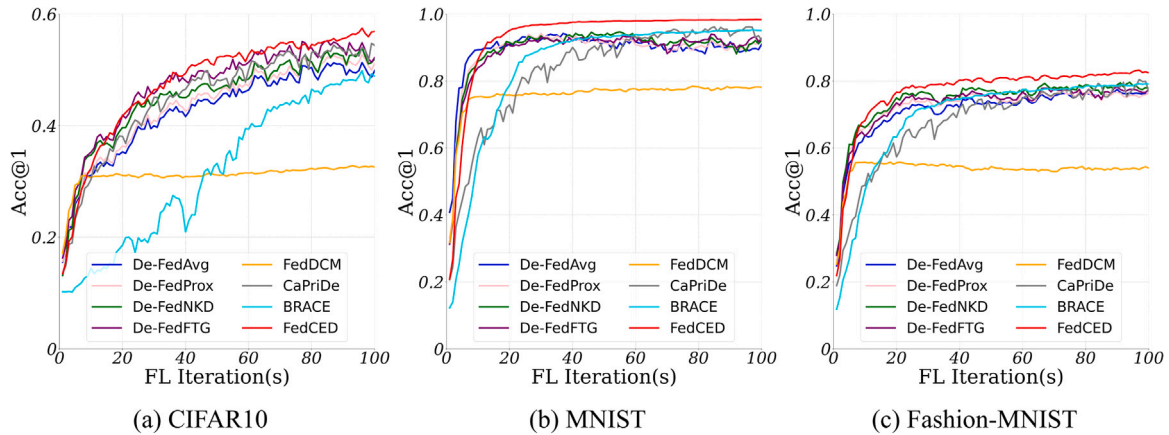 0.6
0.4
0.2
0
0
20
40
60
80
100
Acc@1
FL Iteration(s)
De-FedAvg
De-FedProx
De-FedNKD
De-FedFTG
FedDCM
CaPriDe
BRACE
FedCED
(a) CIFAR10
1.0
0.8
0.6
0.4
0.2
0
0
20
40
60
80
100
Acc@1
FL Iteration(s)
De-FedAvg
De-FedProx
De-FedNKD
De-FedFTG
FedDCM
CaPriDe
BRACE
FedCED
(b) MNIST
1.0
0.8
0.6
0.4
0.2
0
0
20
40
60
80
100
Acc@1
FL Iteration(s)
De-FedAvg
De-FedProx
De-FedNKD
De-FedFTG
FedDCM
CaPriDe
BRACE
FedCED
(c) Fashion-MNIST